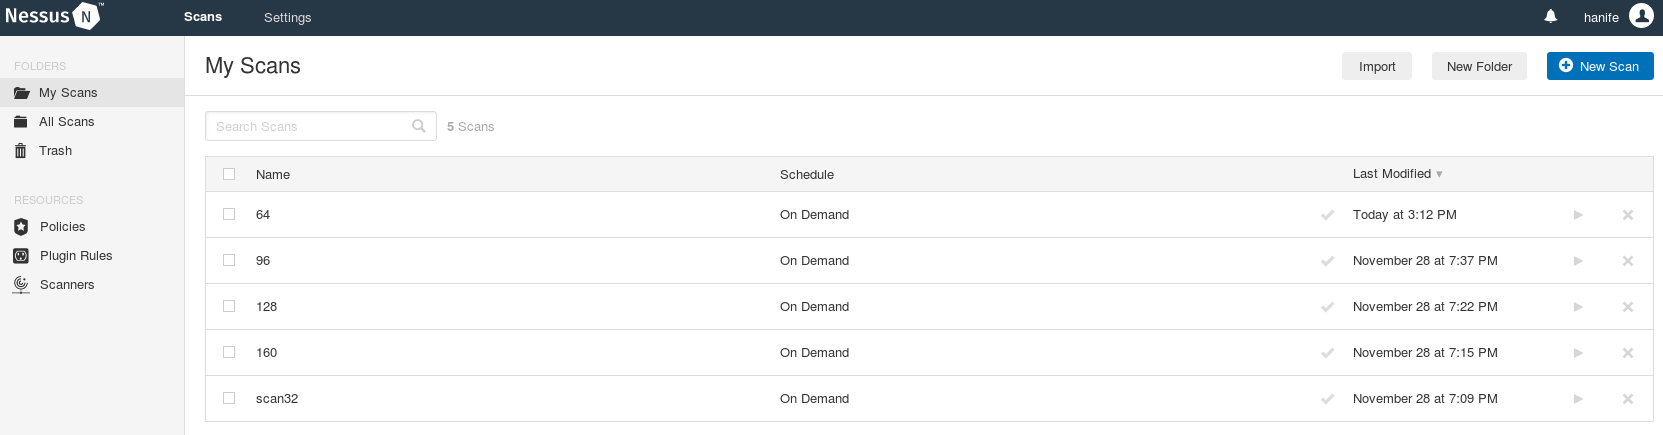 Nessus N ™ Scans Settings hanife
FOLDERS
My Scans
All Scans
Trash
RESOURCES
Policies
Plugin Rules
Scanners
My Scans Import New Folder New Scan
Search Scans 5 Scans
Name Schedule Last Modified ▼
64 On Demand Today at 3:12 PM
96 On Demand November 28 at 7:37 PM
128 On Demand November 28 at 7:22 PM
160 On Demand November 28 at 7:15 PM
scan32 On Demand November 28 at 7:09 PM